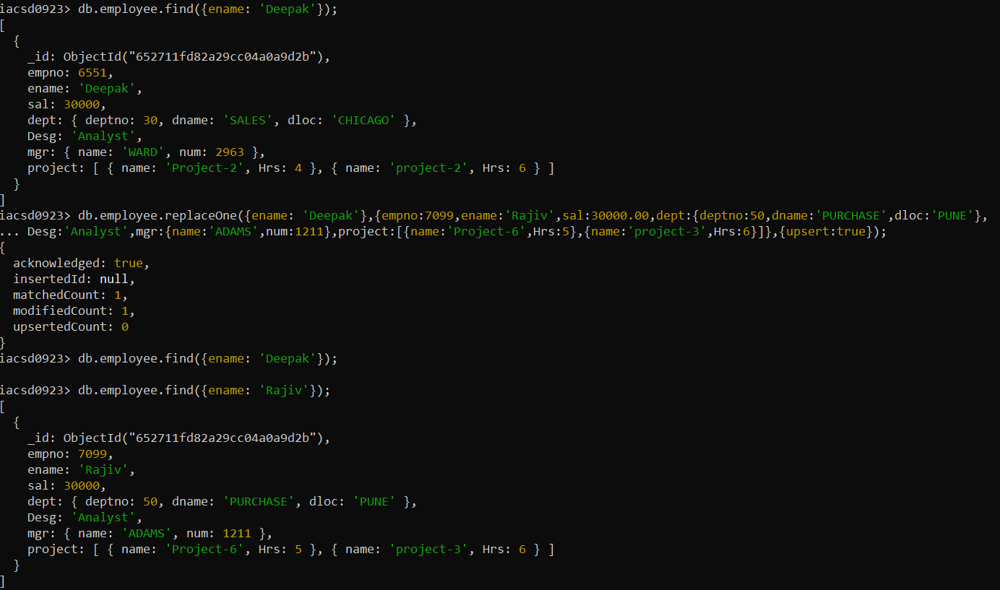 iacsd0923> db.employee.find({ename: 'Deepak'});
[
  {
    _id: ObjectId("652711fd82a29cc04a0a9d2b"),
    empno: 6551,
    ename: 'Deepak',
    sal: 30000,
    dept: { deptno: 30, dname: 'SALES', dloc: 'CHICAGO' },
    Desg: 'Analyst',
    mgr: { name: 'WARD', num: 2963 },
    project: [ { name: 'Project-2', Hrs: 4 }, { name: 'project-2', Hrs: 6 } ]
  }
]
iacsd0923> db.employee.replaceOne({ename: 'Deepak'},{empno:7099,ename:'Rajiv',sal:30000.00,dept:{deptno:50,dname:'PURCHASE',dloc:'PUNE'},
... Desg:'Analyst',mgr:{name:'ADAMS',num:1211},project:[{name:'Project-6',Hrs:5},{name:'project-3',Hrs:6}]},{upsert:true});
{
  acknowledged: true,
  insertedId: null,
  matchedCount: 1,
  modifiedCount: 1,
  upsertedCount: 0
}
iacsd0923> db.employee.find({ename: 'Deepak'});

iacsd0923> db.employee.find({ename: 'Rajiv'});
[
  {
    _id: ObjectId("652711fd82a29cc04a0a9d2b"),
    empno: 7099,
    ename: 'Rajiv',
    sal: 30000,
    dept: { deptno: 50, dname: 'PURCHASE', dloc: 'PUNE' },
    Desg: 'Analyst',
    mgr: { name: 'ADAMS', num: 1211 },
    project: [ { name: 'Project-6', Hrs: 5 }, { name: 'project-3', Hrs: 6 } ]
  }
]